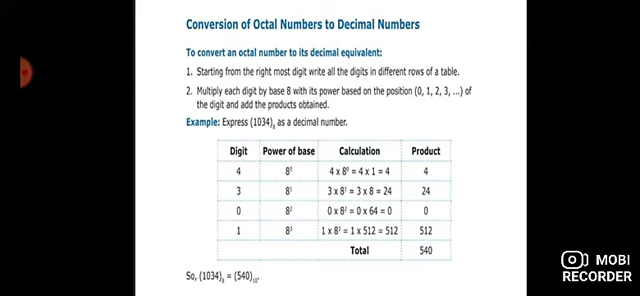 Conversion of Octal Numbers to Decimal Numbers
To convert an octal number to its decimal equivalent:
1. Starting from the right most digit write all the digits in different rows of a table.
2. Multiply each digit by base 8 with its power based on the position (0, 1, 2, 3, ...) of
the digit and add the products obtained.
Example: Express (1034)₈ as a decimal number.
Digit Power of base Calculation Product
4 8⁰ 4 x 8⁰ = 4 x 1 = 4 4
3 8¹ 3 x 8¹ = 3 x 8 = 24 24
0 8² 0 x 8² = 0 x 64 = 0 0
1 8³ 1 x 8³ = 1 x 512 = 512 512
Total 540
So, (1034)₈ = (540)₁₀.
MOBI
RECORDER